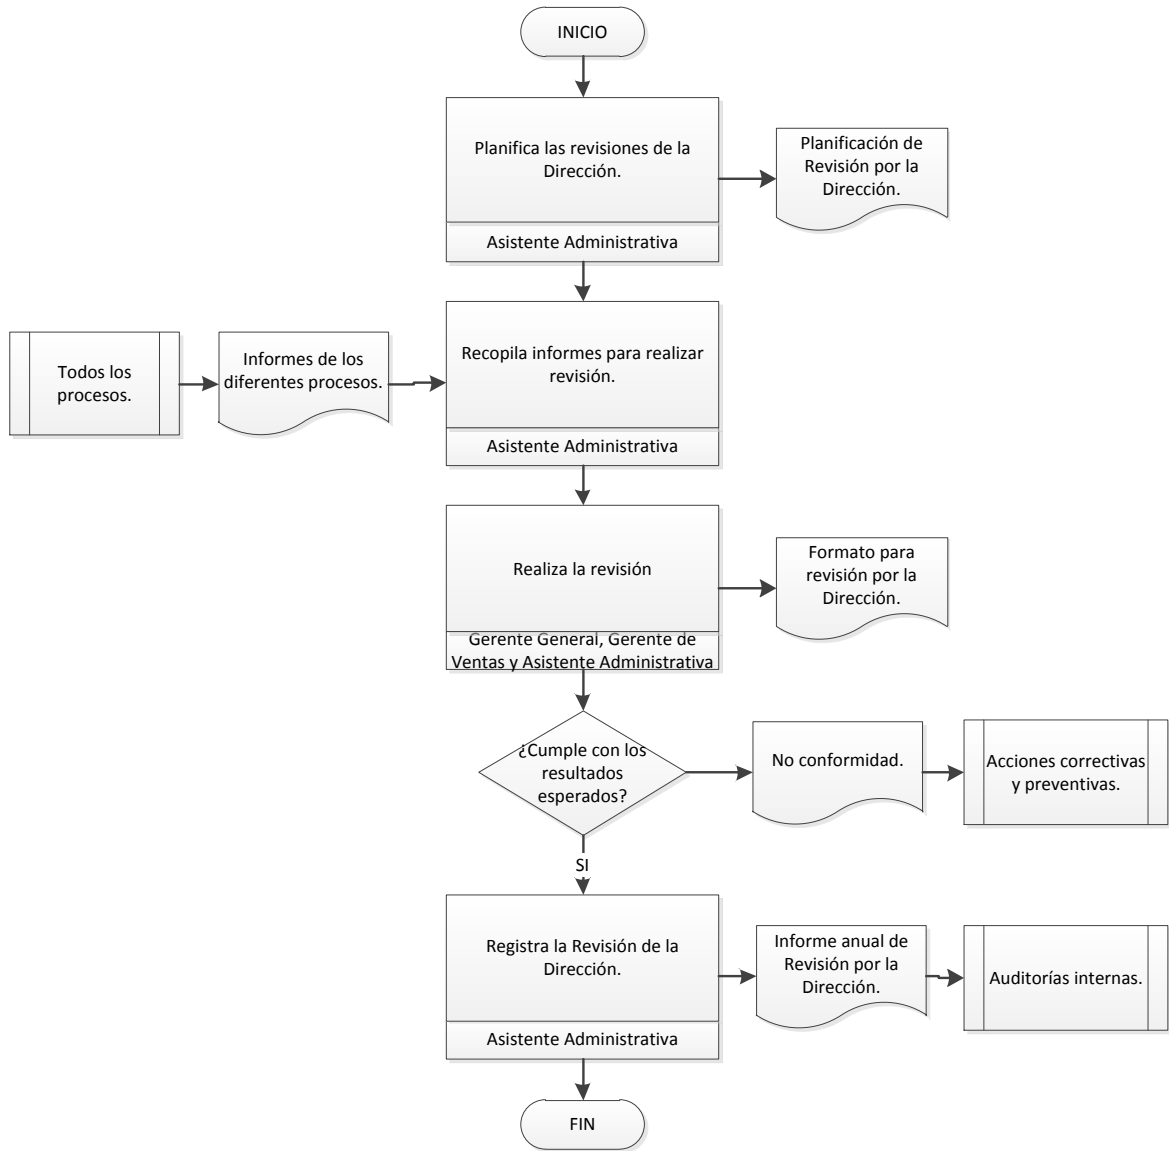 INICIO
Planifica las revisiones de la
Dirección.
Asistente Administrativa
Planificación de
Revisión por la
Dirección.
Todos los
procesos.
Informes de los
diferentes procesos.
Recopila informes para realizar
revisión.
Asistente Administrativa
Realiza la revisión
Gerente General, Gerente de
Ventas y Asistente Administrativa
Formato para
revisión por la
Dirección.
¿Cumple con los
resultados
esperados?
No conformidad.
Acciones correctivas
y preventivas.
SI
Registra la Revisión de la
Dirección.
Asistente Administrativa
Informe anual de
Revisión por la
Dirección.
Auditorías internas.
FIN